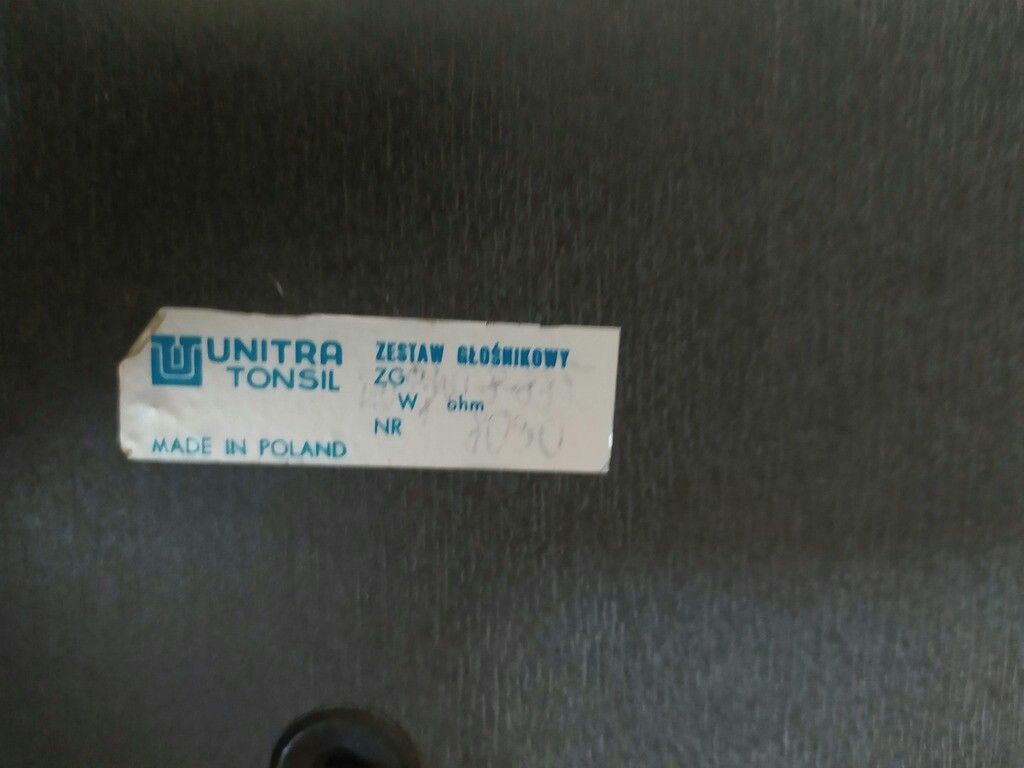 UNITRA
TONSIL
MADE IN POLAND
ZESTAW GŁOŚNIKOWY
ZG
W ohm
NR